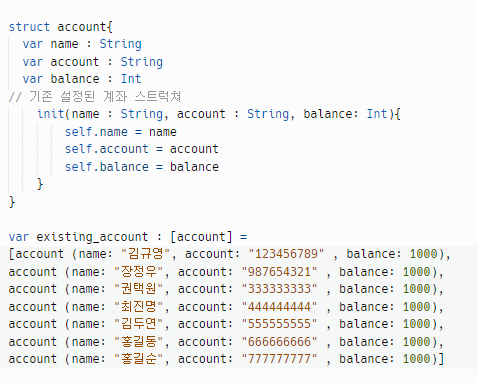 struct account{
var name : String
var account : String
var balance : Int
// 기존 설정된 계좌 스트럭쳐
init(name : String, account : String, balance: Int){
self.name = name
self.account = account
self.balance = balance
}
}
var existing_account : [account] =
[account (name: "김규영", account: "123456789" , balance: 1000),
account (name: "장정우", account: "987654321" , balance: 1000),
account (name: "권택원", account: "333333333" , balance: 1000),
account (name: "최진명", account: "444444444" , balance: 1000),
account (name: "김두연", account: "555555555" , balance: 1000),
account (name: "홍길동", account: "666666666" , balance: 1000),
account (name: "홍길순", account: "777777777" , balance: 1000)]